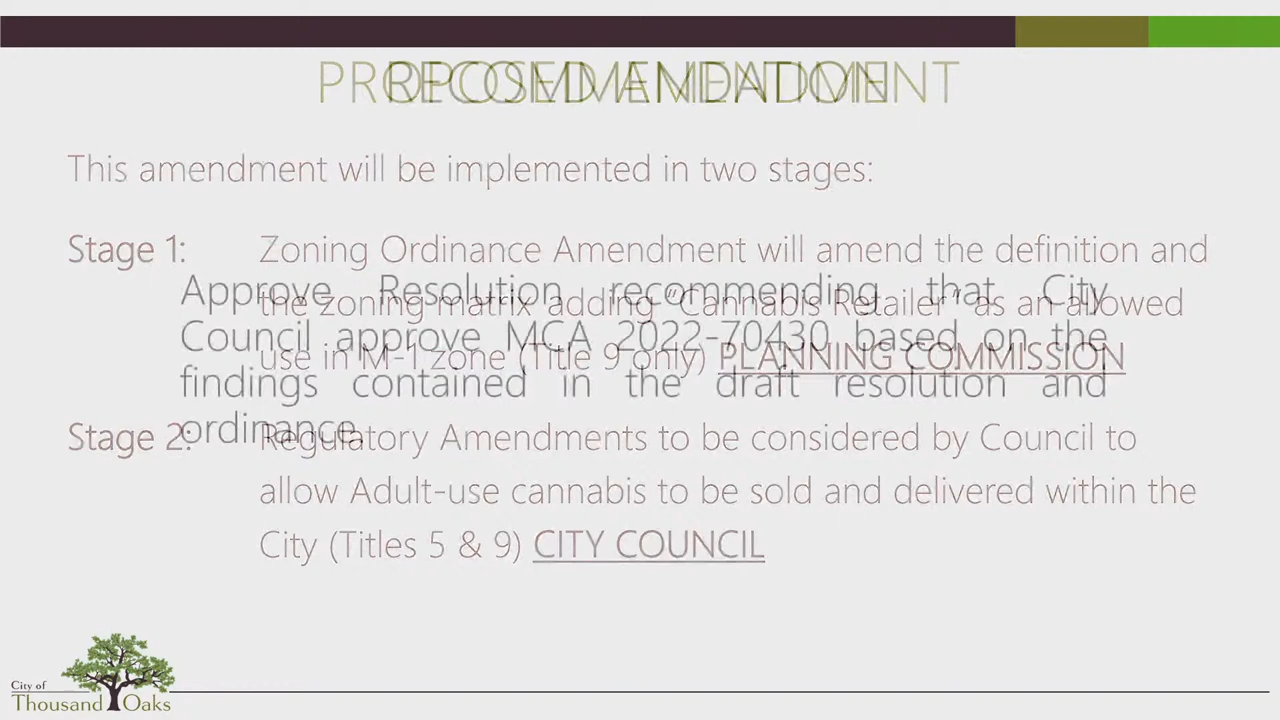 PROPOSED AMENDMENT
RECOMMENDATION
This amendment will be implemented in two stages:
Stage 1: Zoning Ordinance Amendment will amend the definition and
the zoning matrix adding "Cannabis Retailer" as an allowed
use in M-1 zone (Title 9 only) PLANNING COMMISSION
Stage 2: Regulatory Amendments to be considered by Council to
allow Adult-use cannabis to be sold and delivered within the
City (Titles 5 & 9) CITY COUNCIL
Approve Resolution recommending that City
Council approve MCA 2022-70430 based on the
findings contained in the draft resolution and
ordinance.
City of
Thousand Oaks